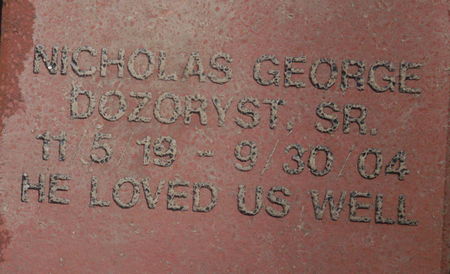 NICHOLAS GEORGE
DOZORYST, SR.
11/5/19 - 9/30/04
HE LOVED US WELL